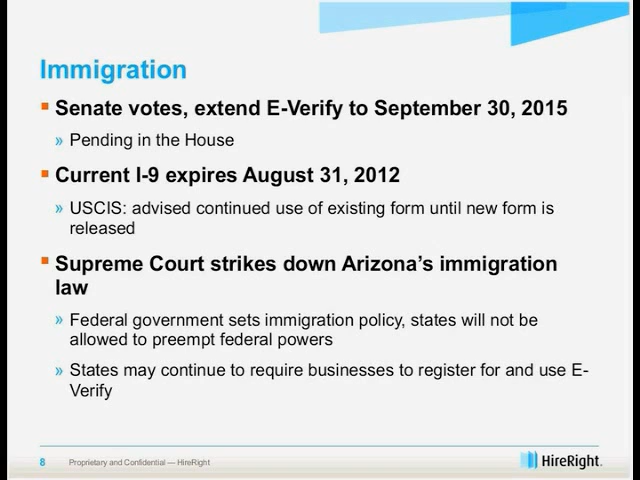 Immigration
Senate votes, extend E-Verify to September 30, 2015
» Pending in the House
Current I-9 expires August 31, 2012
» USCIS: advised continued use of existing form until new form is
released
Supreme Court strikes down Arizona’s immigration
law
» Federal government sets immigration policy, states will not be
allowed to preempt federal powers
» States may continue to require businesses to register for and use E-
Verify
8 Proprietary and Confidential — HireRight
HireRight.